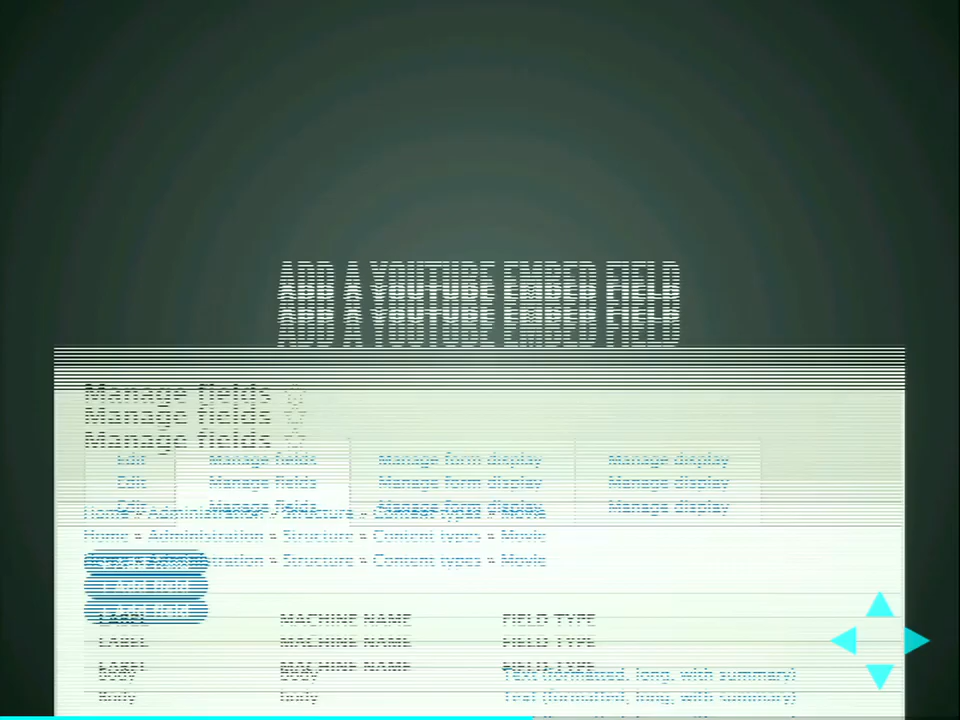 ADD A YOUTUBE EMBED FIELD
Manage fields ☆
Edit Manage fields Manage form display Manage display
Home » Administration » Structure » Content types » Movie
+ Add field
LABEL MACHINE NAME FIELD TYPE
Body body Text (formatted, long, with summary)